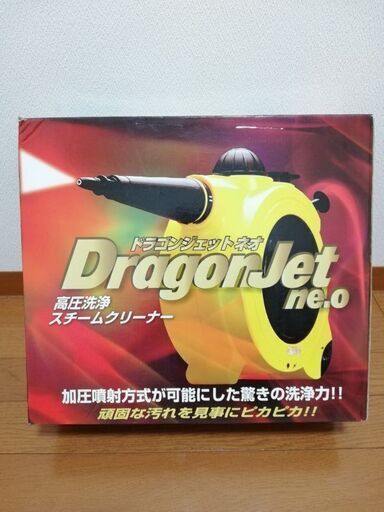 ドラゴンジェット ネオ
DragonJet
ne.o
高圧洗浄
スチームクリーナー
加圧噴射方式が可能にした驚きの洗浄力!!
頑固な汚れを見事にピカピカ!!